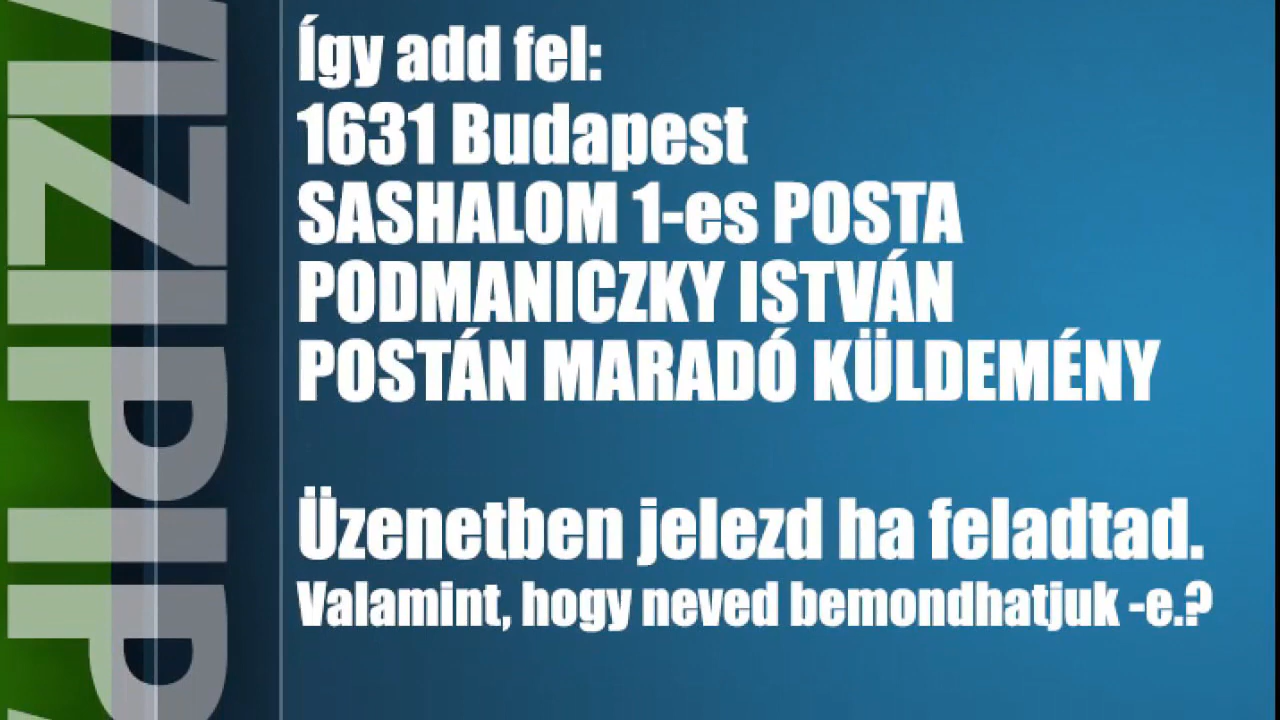 Így add fel:
1631 Budapest
SASHALOM 1-es POSTA
PODMANICZKY ISTVÁN
POSTÁN MARADÓ KÜLDEMÉNY
Üzenetben jelezd ha feladtad.
Valamint, hogy neved bemondhatjuk -e.?